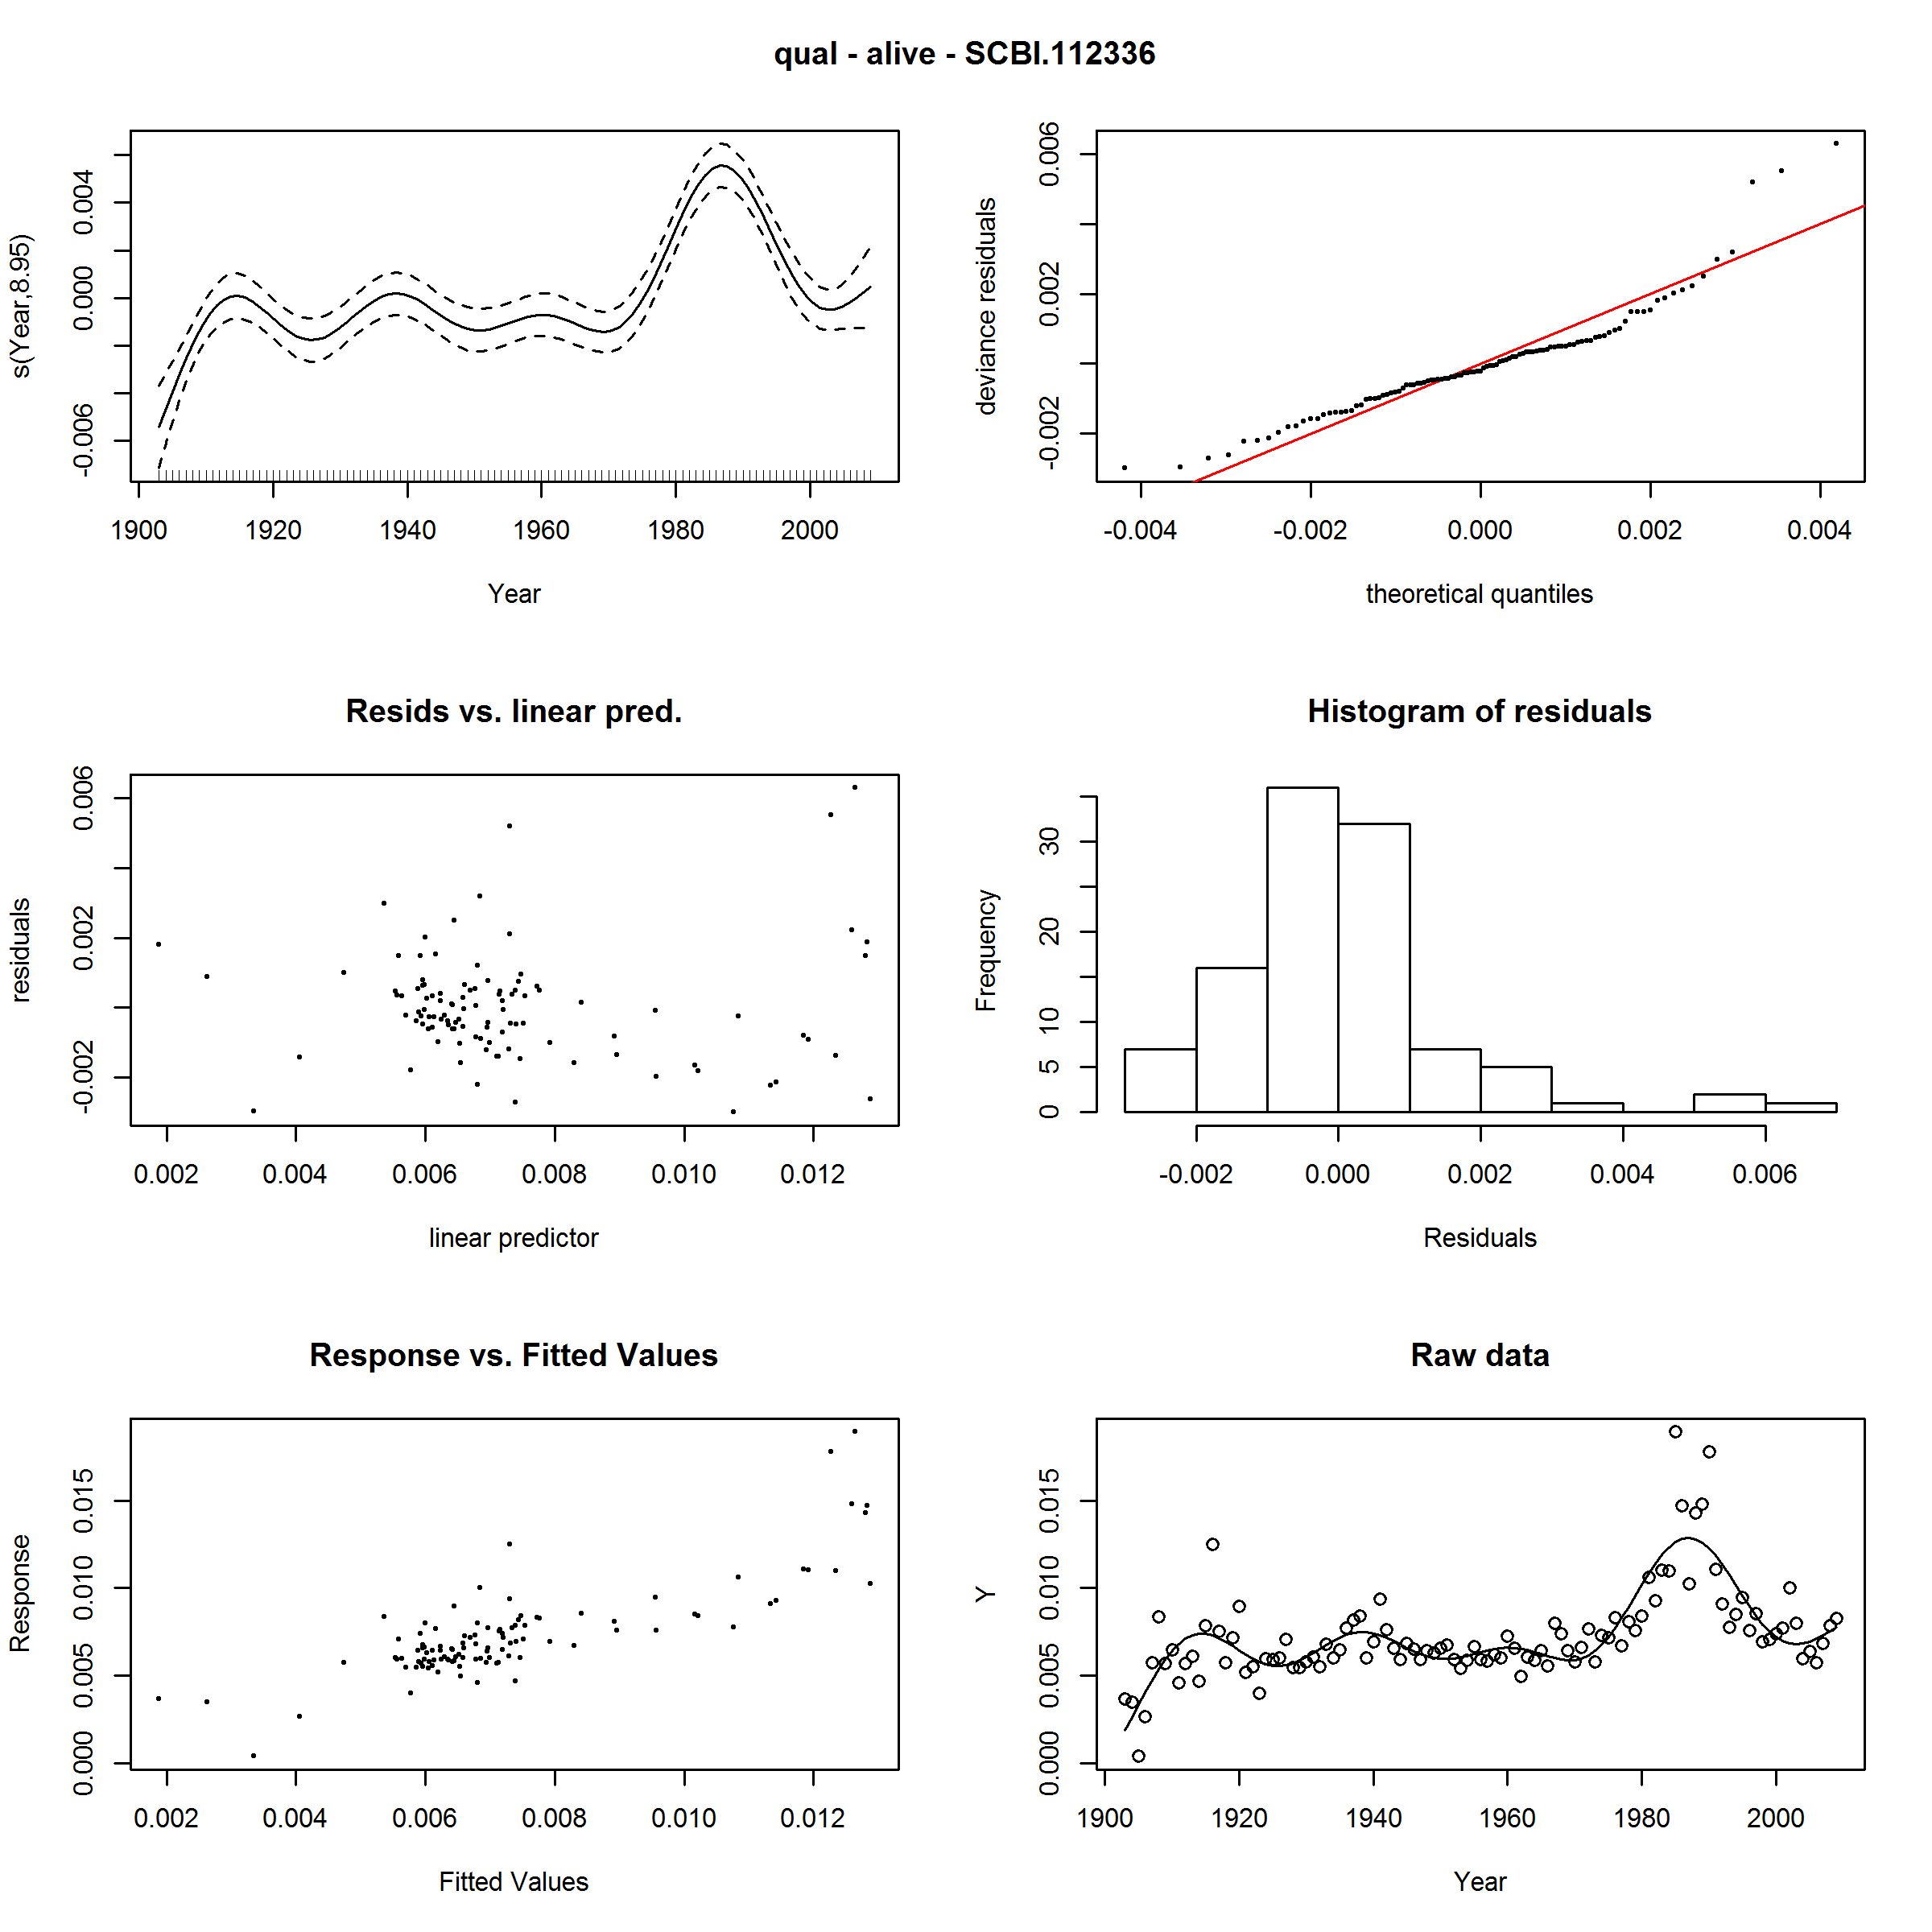 qual - alive - SCBI.112336
s(Year,8.95)
-0.006 0.000 0.004
1900 1920 1940 1960 1980 2000
Year
deviance residuals
-0.002 0.002 0.006
-0.004 -0.002 0.000 0.002 0.004
theoretical quantiles
Resids vs. linear pred.
residuals
-0.002 0.002 0.006
0.002 0.004 0.006 0.008 0.010 0.012
linear predictor
Histogram of residuals
Frequency
0 5 10 20 30
-0.002 0.000 0.002 0.004 0.006
Residuals
Response vs. Fitted Values
Response
0.000 0.005 0.010 0.015
0.002 0.004 0.006 0.008 0.010 0.012
Fitted Values
Raw data
Y
0.000 0.005 0.010 0.015
1900 1920 1940 1960 1980 2000
Year